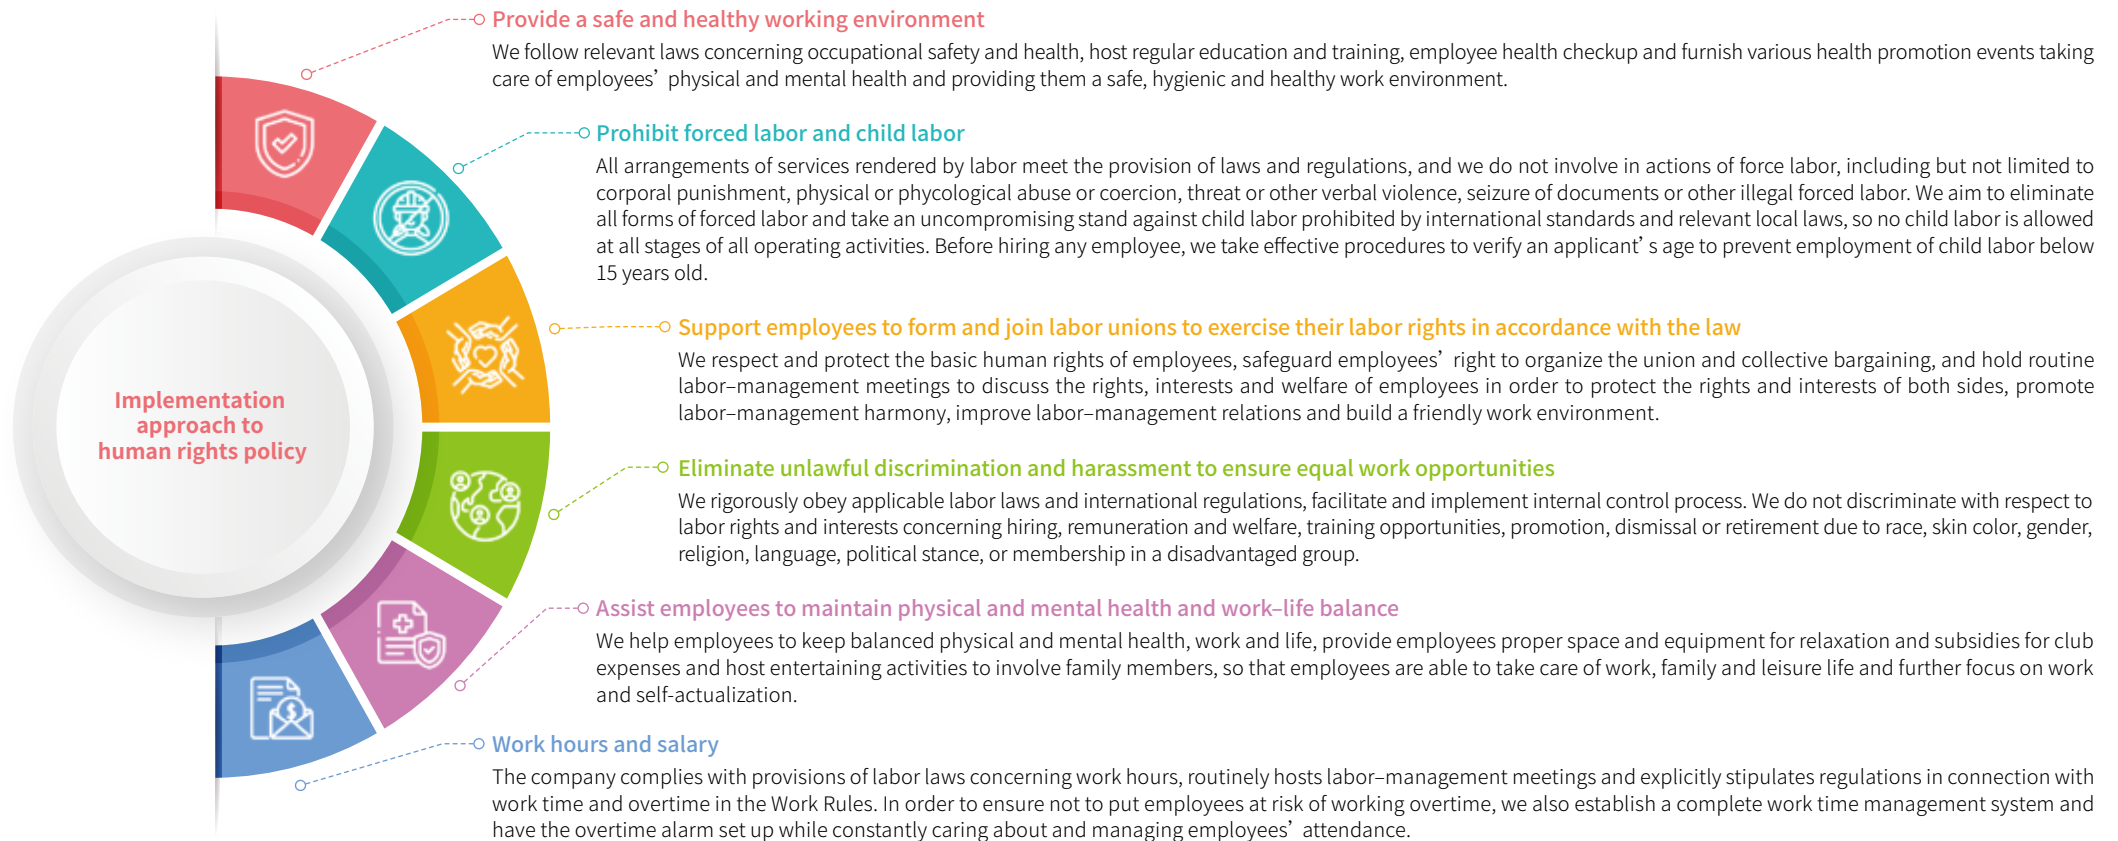 Provide a safe and healthy working environment
We follow relevant laws concerning occupational safety and health, host regular education and training, employee health checkup and furnish various health promotion events taking
care of employees’ physical and mental health and providing them a safe, hygienic and healthy work environment.
Prohibit forced labor and child labor
All arrangements of services rendered by labor meet the provision of laws and regulations, and we do not involve in actions of force labor, including but not limited to
corporal punishment, physical or phycological abuse or coercion, threat or other verbal violence, seizure of documents or other illegal forced labor. We aim to eliminate
all forms of forced labor and take an uncompromising stand against child labor prohibited by international standards and relevant local laws, so no child labor is allowed
at all stages of all operating activities. Before hiring any employee, we take effective procedures to verify an applicant’s age to prevent employment of child labor below
15 years old.
Support employees to form and join labor unions to exercise their labor rights in accordance with the law
We respect and protect the basic human rights of employees, safeguard employees’ right to organize the union and collective bargaining, and hold routine
labor–management meetings to discuss the rights, interests and welfare of employees in order to protect the rights and interests of both sides, promote
labor–management harmony, improve labor–management relations and build a friendly work environment.
Implementation
approach to
human rights policy
Eliminate unlawful discrimination and harassment to ensure equal work opportunities
We rigorously obey applicable labor laws and international regulations, facilitate and implement internal control process. We do not discriminate with respect to
labor rights and interests concerning hiring, remuneration and welfare, training opportunities, promotion, dismissal or retirement due to race, skin color, gender,
religion, language, political stance, or membership in a disadvantaged group.
Assist employees to maintain physical and mental health and work–life balance
We help employees to keep balanced physical and mental health, work and life, provide employees proper space and equipment for relaxation and subsidies for club
expenses and host entertaining activities to involve family members, so that employees are able to take care of work, family and leisure life and further focus on work
and self-actualization.
Work hours and salary
The company complies with provisions of labor laws concerning work hours, routinely hosts labor–management meetings and explicitly stipulates regulations in connection with
work time and overtime in the Work Rules. In order to ensure not to put employees at risk of working overtime, we also establish a complete work time management system and
have the overtime alarm set up while constantly caring about and managing employees’ attendance.